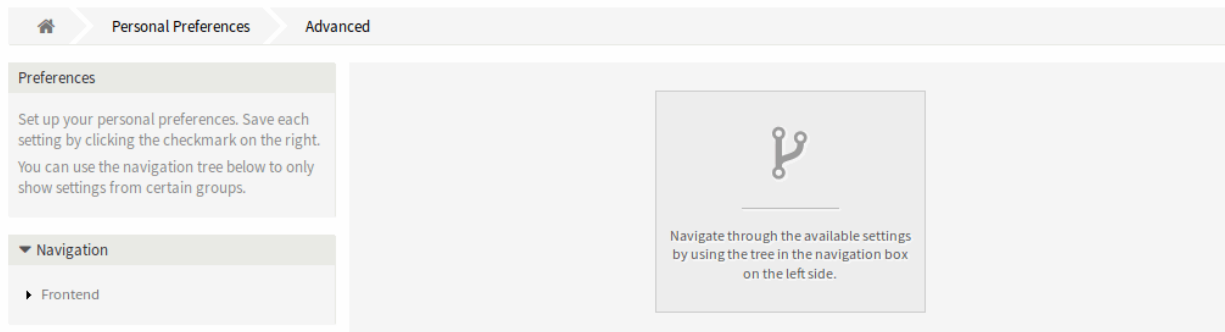 Personal Preferences
Advanced
Preferences
Set up your personal preferences. Save each
setting by clicking the checkmark on the right.
You can use the navigation tree below to only
show settings from certain groups.
Navigation
Frontend
Navigate through the available settings
by using the tree in the navigation box
on the left side.